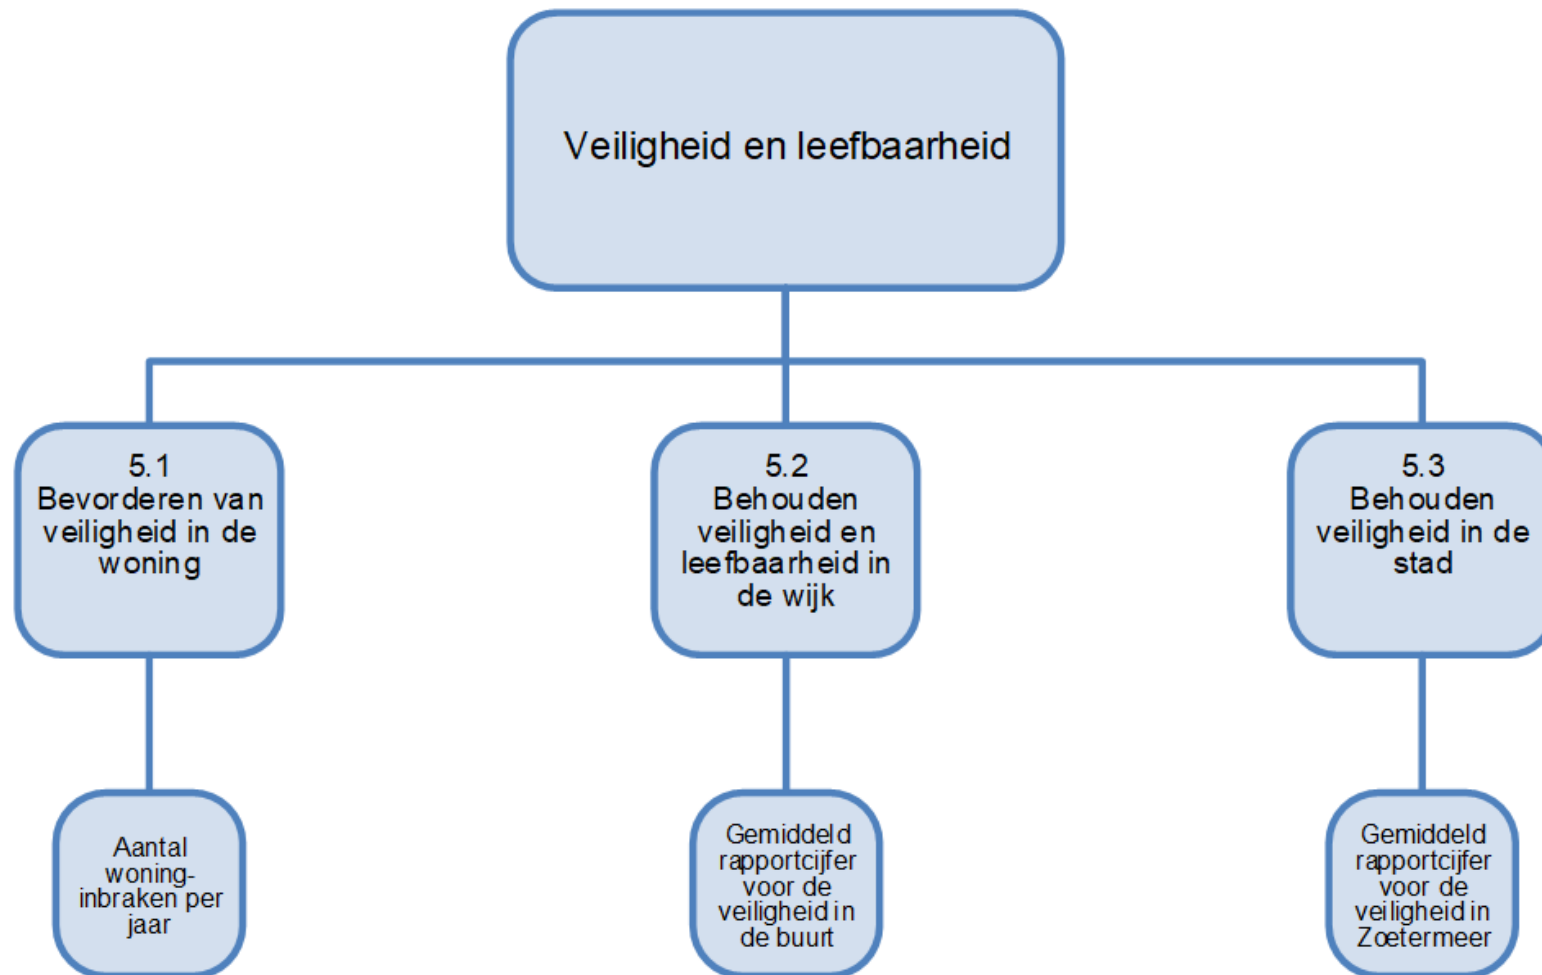 Veiligheid en leefbaarheid
5.1
Bevorderen van
veiligheid in de
woning
5.2
Behouden
veiligheid en
leefbaarheid in
de wijk
5.3
Behouden
veiligheid in de
stad
Aantal
woning-
inbraken per
jaar
Gemiddeld
rapportcijfer
voor de
veiligheid in
de buurt
Gemiddeld
rapportcijfer
voor de
veiligheid in
Zoetermeer